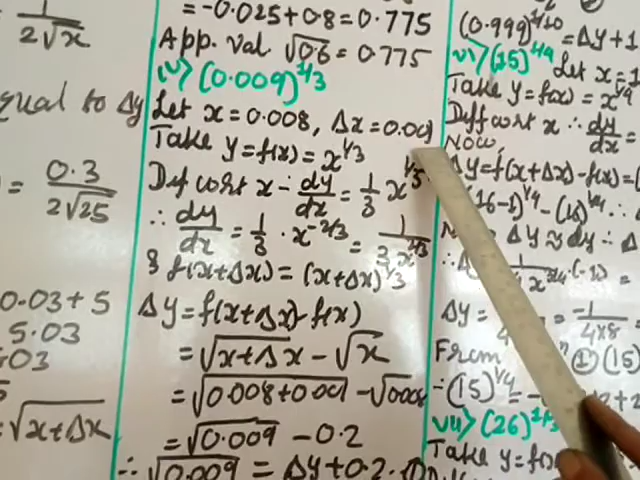 1
2√x
equal to Δy
= 0.3
2√25
0.03+5
5.03
√x+Δx
= -0.025+0.8 = 0.775
App. val. √0.6 = 0.775
(0.009)^1/3
Let x = 0.008, Δx = 0.001
Take y = f(x) = x^1/3
Diff w.r.t x - dy/dx = 1/3 x^1/3
∴ dy/dx = 1/3 · x^-2/3 = 1/3x^2/3
& f(x+Δx) = (x+Δx)^1/3
Δy = f(x+Δx) - f(x)
= √x+Δx - √x
= √0.008+0.001 - √0.008
= √0.009 - 0.2
∴ √0.009 = Δy+0.2 - ①
(0.999)^1/10 = Δy+1
vi> (15)^1/4 Let x = 1
Take y = f(x) = x^1/4
Diff w.r.t x ∴ dy/dx =
Now,
Δy = f(x+Δx) - f(x) = (
(16-1)^1/4 - (16)^1/4
Δy ≈ dy ∴ Δ
· (-1) =
Δy = = -1/4×8
From ① (15)
(15)^1/4 =
vii> (26)^1/3
Take y = f(x)